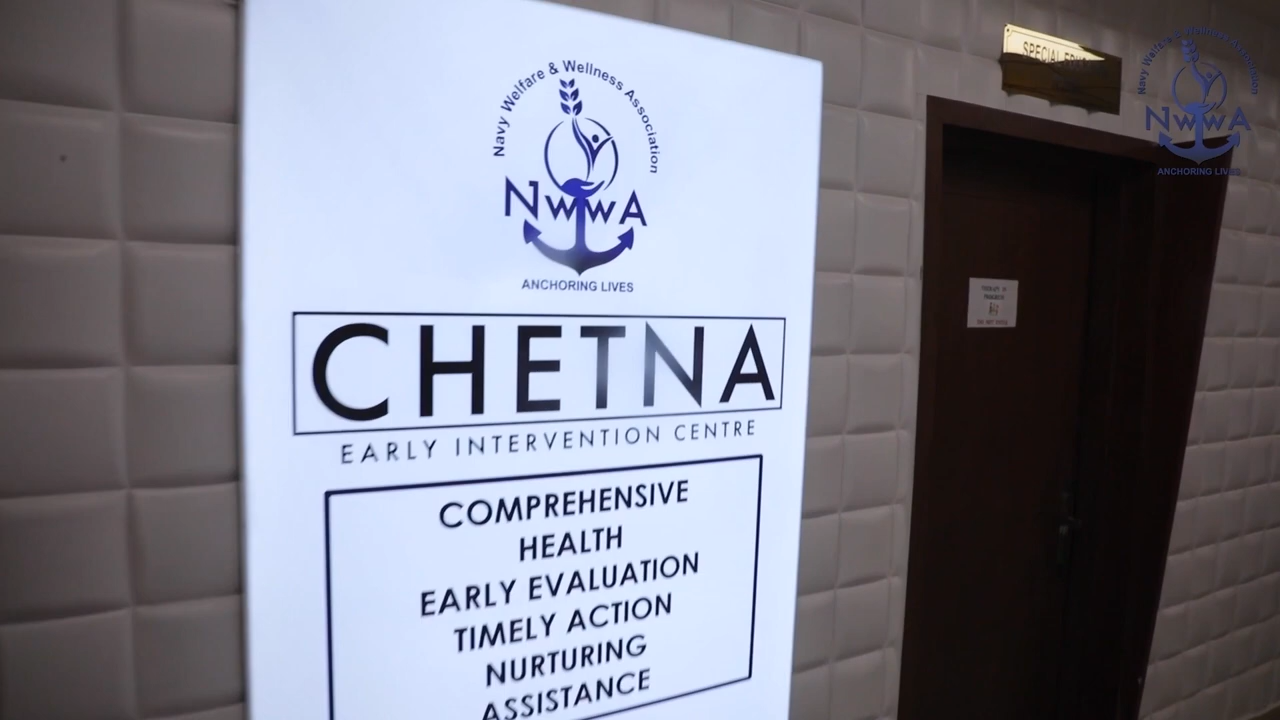 Navy Welfare & Wellness Association
NWWA
ANCHORING LIVES
CHETNA
EARLY INTERVENTION CENTRE
COMPREHENSIVE
HEALTH
EARLY EVALUATION
TIMELY ACTION
NURTURING
ASSISTANCE
SPECIAL
Navy Welfare & Wellness Association
NWWA
ANCHORING LIVES